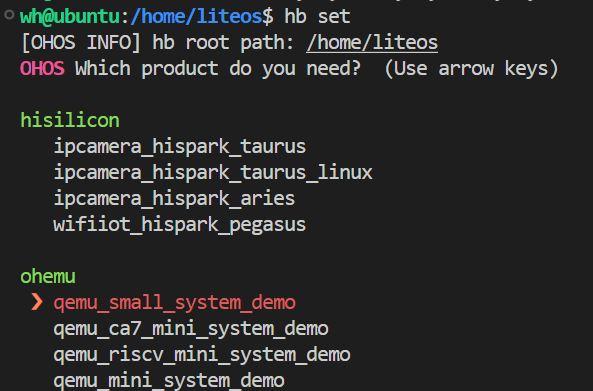 wh@ubuntu:/home/liteos$ hb set
[OHOS INFO] hb root path: /home/liteos
OHOS Which product do you need?  (Use arrow keys)
hisilicon
ipcamera_hispark_taurus
ipcamera_hispark_taurus_linux
ipcamera_hispark_aries
wifiiot_hispark_pegasus
ohemu
❯ qemu_small_system_demo
qemu_ca7_mini_system_demo
qemu_riscv_mini_system_demo
qemu_mini_system_demo